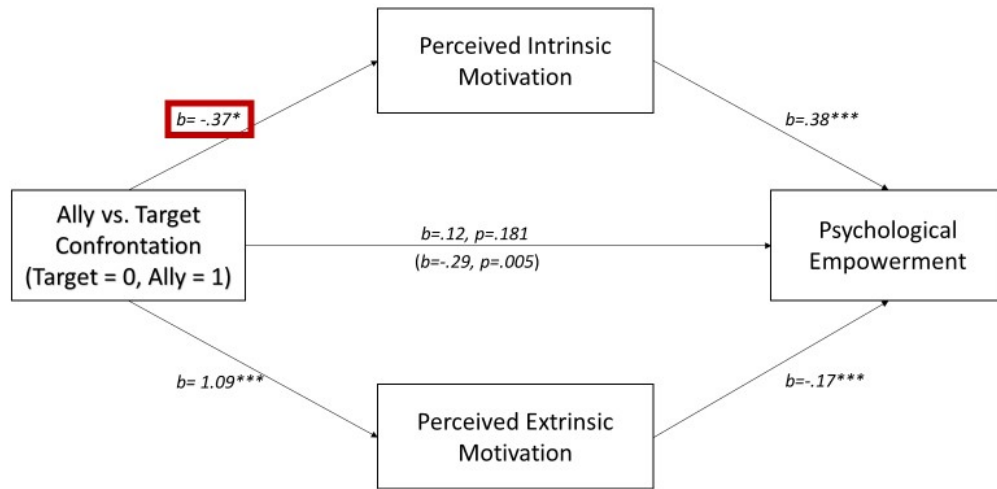 Perceived Intrinsic
Motivation
b= -.37*
b=.38***
Ally vs. Target
Confrontation
(Target = 0, Ally = 1)
b=.12, p=.181
(b=-.29, p=.005)
Psychological
Empowerment
b= 1.09***
b=-.17***
Perceived Extrinsic
Motivation